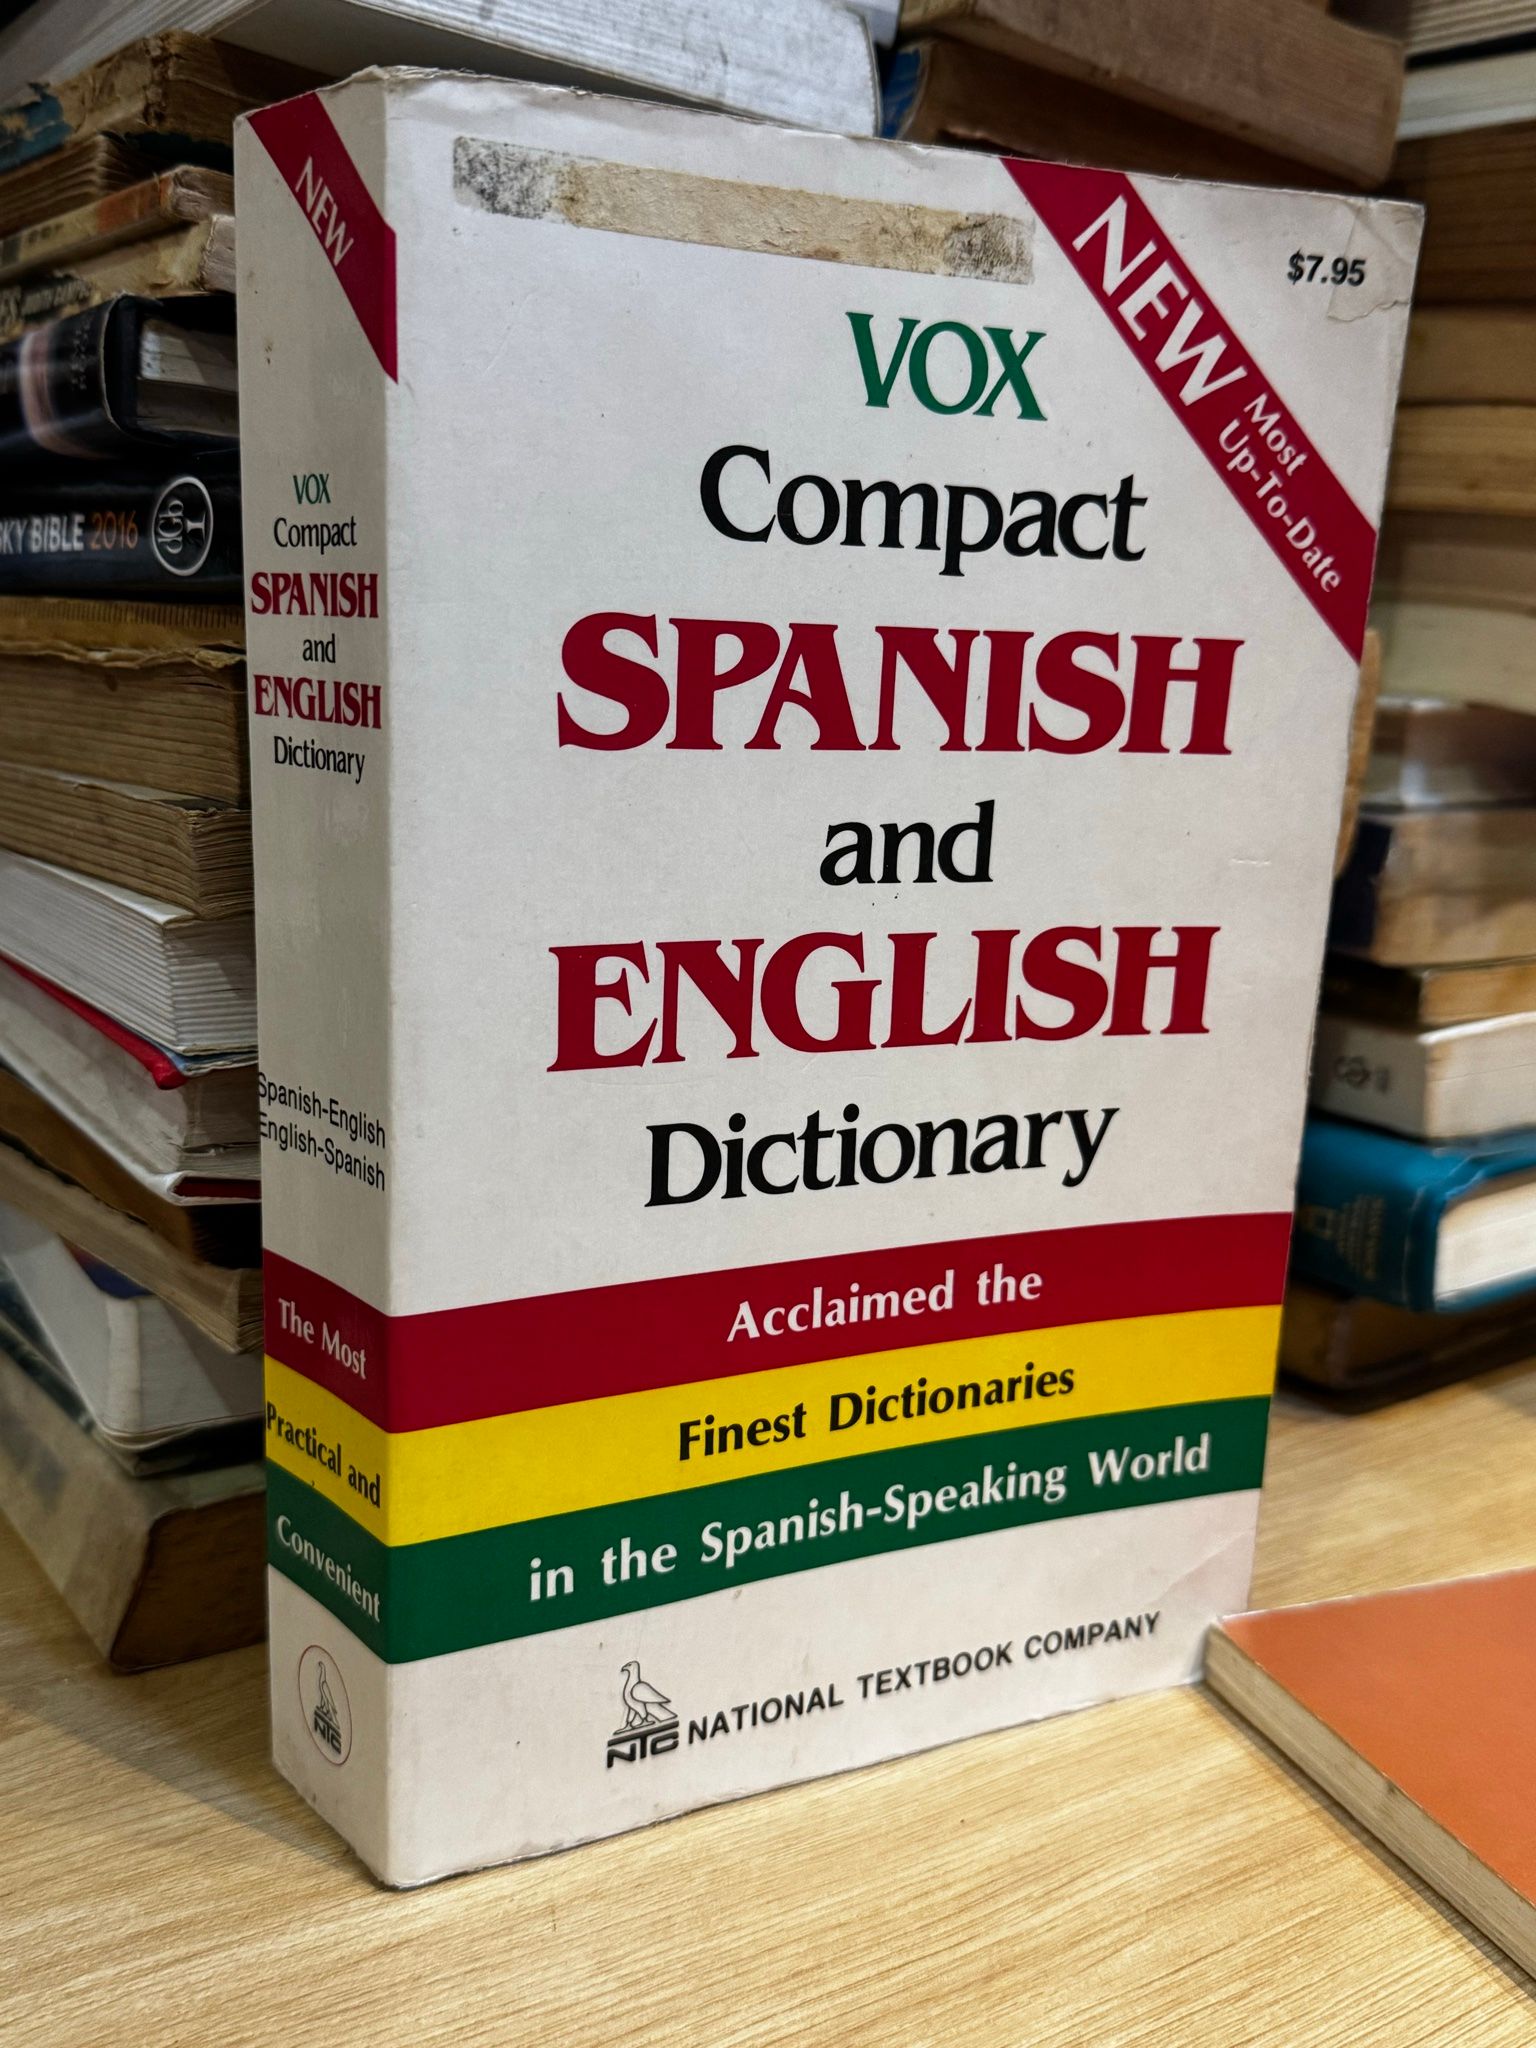 NEW
VOX
Compact
SPANISH
and
ENGLISH
Dictionary
Spanish-English
English-Spanish
The Most
Practical and
Convenient
NTC
NEW
Most
Up-To-Date
$7.95
VOX
Compact
SPANISH
and
ENGLISH
Dictionary
Acclaimed the
Finest Dictionaries
in the Spanish-Speaking World
NTC NATIONAL TEXTBOOK COMPANY
BIBLE 2016